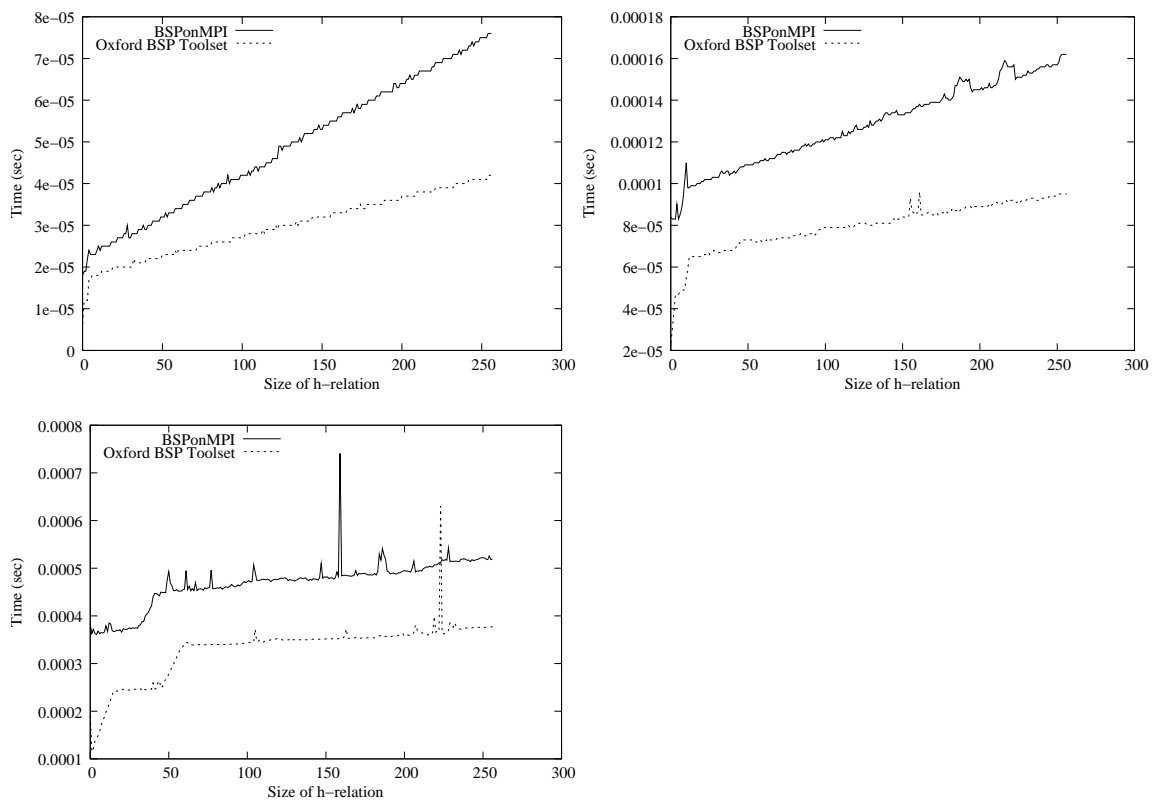 8e−05
7e−05
6e−05
5e−05
4e−05
3e−05
2e−05
1e−05
0
Time (sec)
BSPonMPI
Oxford BSP Toolset
0 50 100 150 200 250 300
Size of h−relation
0.00018
0.00016
0.00014
0.00012
0.0001
8e−05
6e−05
4e−05
2e−05
Time (sec)
BSPonMPI
Oxford BSP Toolset
0 50 100 150 200 250 300
Size of h−relation
0.0008
0.0007
0.0006
0.0005
0.0004
0.0003
0.0002
0.0001
Time (sec)
BSPonMPI
Oxford BSP Toolset
0 50 100 150 200 250 300
Size of h−relation